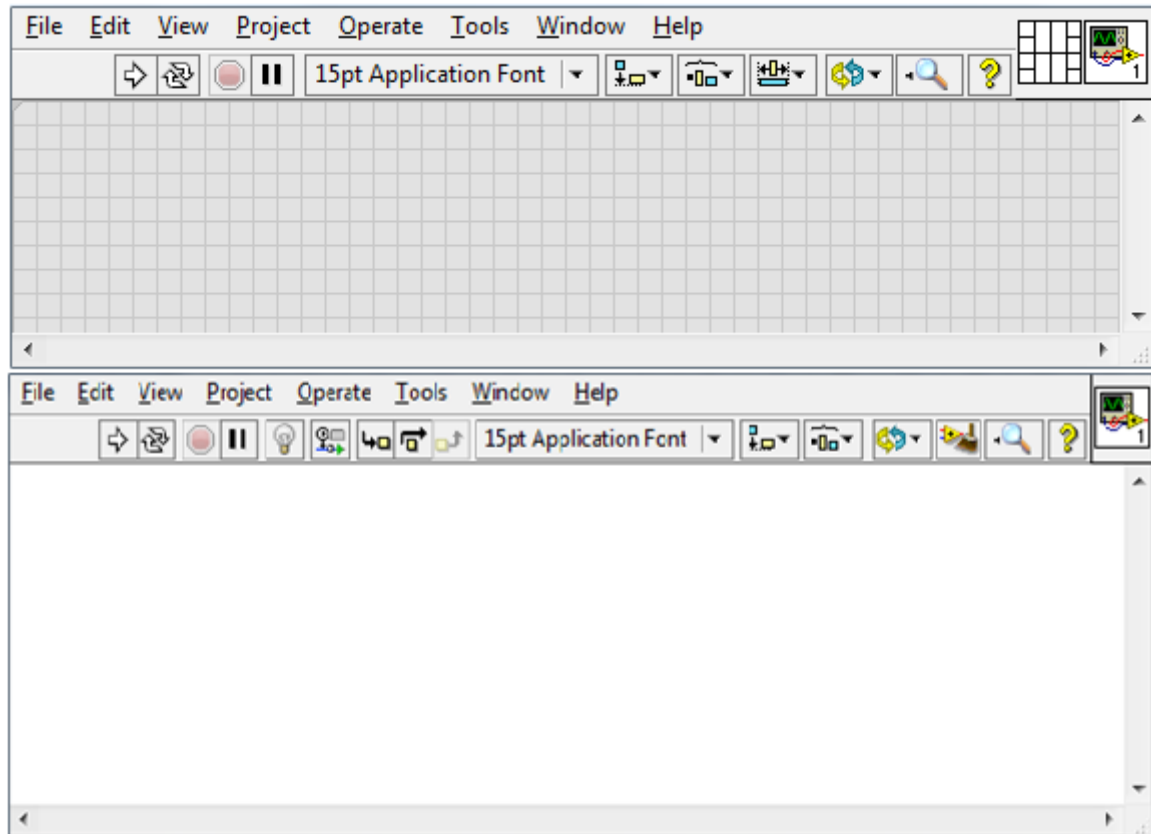 File Edit View Project Operate Tools Window Help
15pt Application Font ?
1
File Edit View Project Operate Tools Window Help
15pt Application Font ?
1